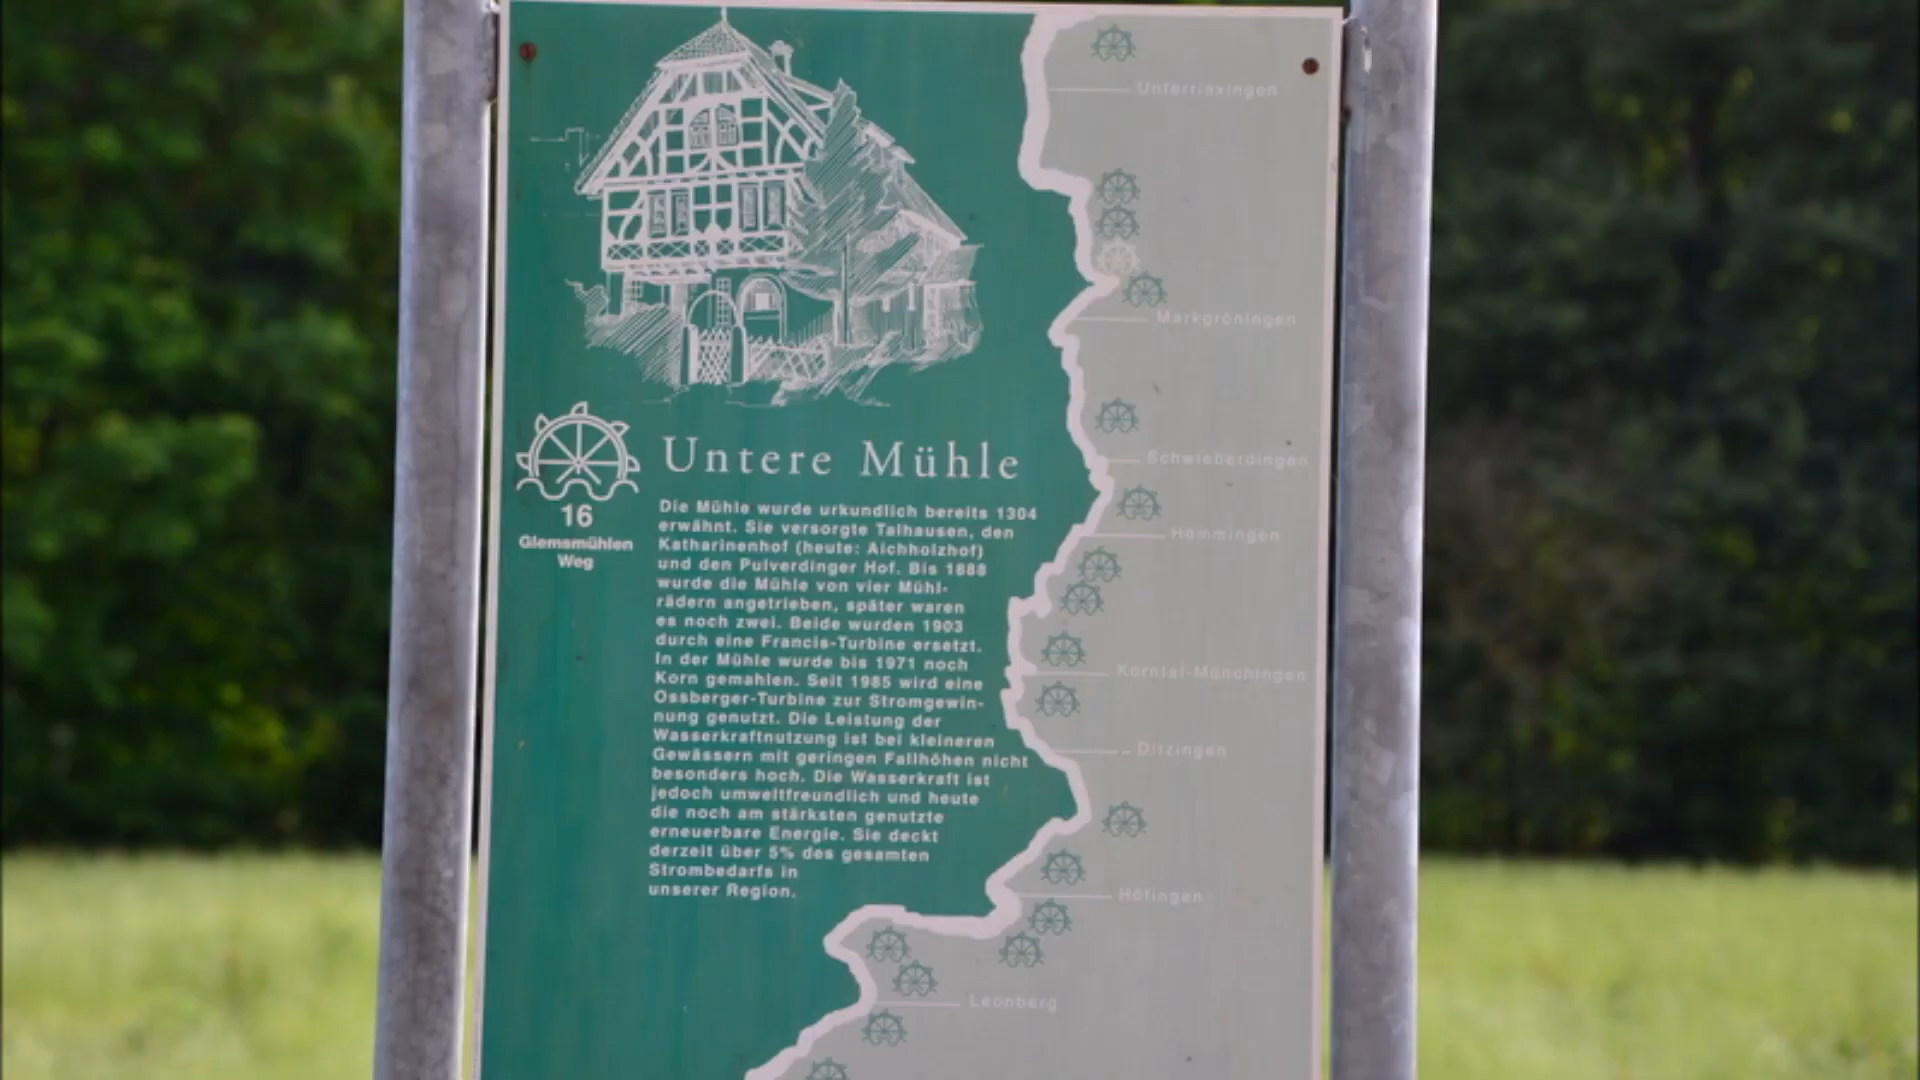 Unterriexingen
Markgröningen
Schwieberdingen
Hemmingen
Korntal-Münchingen
Ditzingen
Höfingen
Leonberg
16
Glemsmühlen
Weg
Untere Mühle
Die Mühle wurde urkundlich bereits 1304
erwähnt. Sie versorgte Talhausen, den
Katharinenhof (heute: Aichholzhof)
und den Pulverdinger Hof. Bis 1888
wurde die Mühle von vier Mühl-
rädern angetrieben, später waren
es noch zwei. Beide wurden 1903
durch eine Francis-Turbine ersetzt.
In der Mühle wurde bis 1971 noch
Korn gemahlen. Seit 1985 wird eine
Ossberger-Turbine zur Stromgewin-
nung genutzt. Die Leistung der
Wasserkraftnutzung ist bei kleineren
Gewässern mit geringen Fallhöhen nicht
besonders hoch. Die Wasserkraft ist
jedoch umweltfreundlich und heute
die noch am stärksten genutzte
erneuerbare Energie. Sie deckt
derzeit über 5% des gesamten
Strombedarfs in
unserer Region.